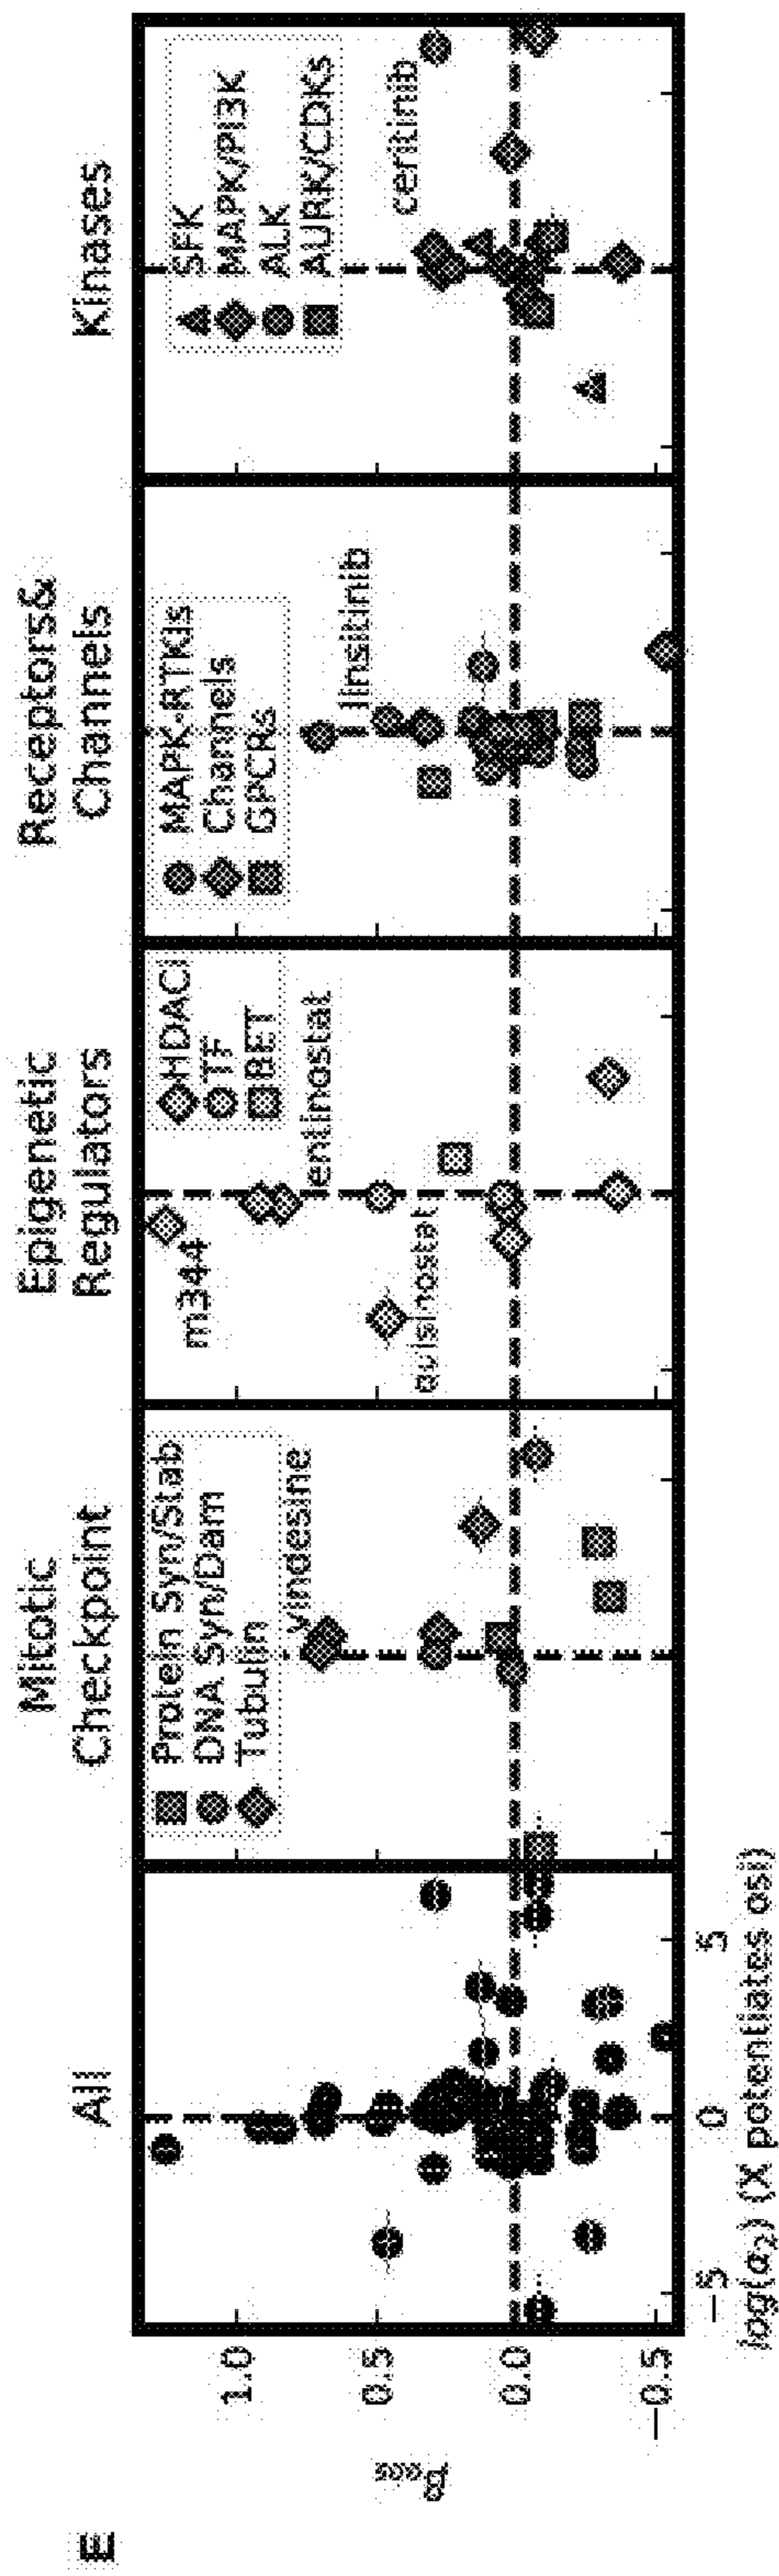 E
All
Mitotic
Checkpoint
Epigenetic
Regulators
Receptors&
Channels
Kinases
1.0
0.5
0.0
−0.5
β_obs
Protein Syn/Stab
DNA Syn/Dam
Tubulin
vindesine
m344
HDACi
TF
BET
entinostat
quisinostat
MAPK-RTKIs
Channels
GPCRs
linsitinib
SFK
MAPK/PI3K
ALK
AURK/CDKs
ceritinib
−5
0
5
log(α₂) (X potentiates osi)